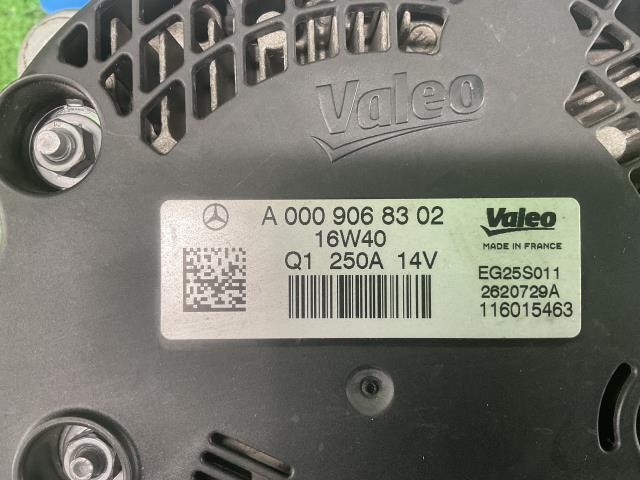 Valeo
A 000 906 83 02
16W40
Q1 250A 14V
Valeo
MADE IN FRANCE
EG25S011
2620729A
116015463